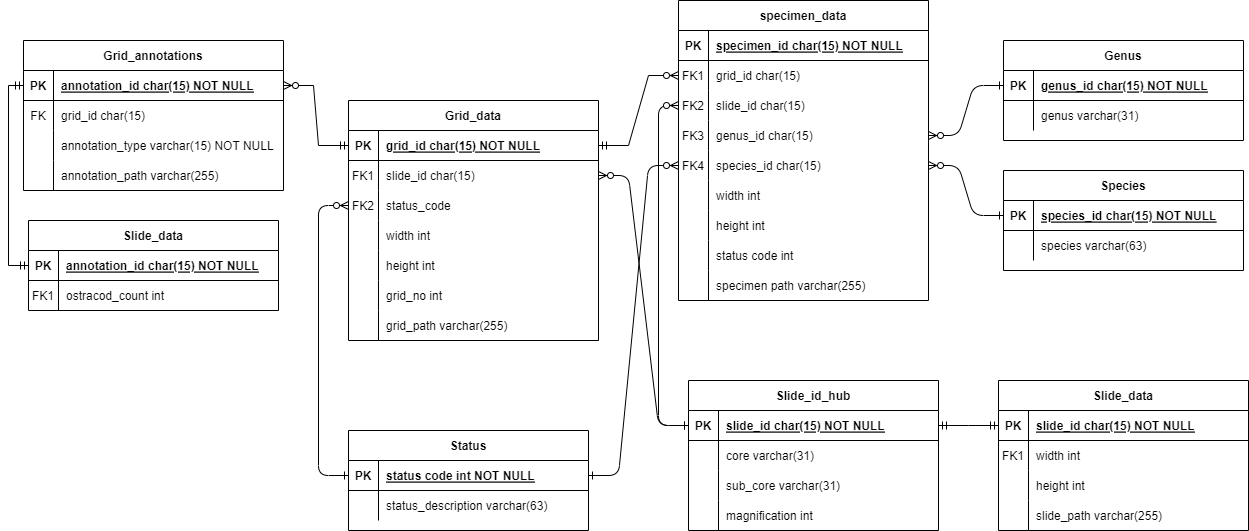 Grid_annotations
PK annotation_id char(15) NOT NULL
FK grid_id char(15)
annotation_type varchar(15) NOT NULL
annotation_path varchar(255)
Slide_data
PK annotation_id char(15) NOT NULL
FK1 ostracod_count int
Grid_data
PK grid_id char(15) NOT NULL
FK1 slide_id char(15)
FK2 status_code
width int
height int
grid_no int
grid_path varchar(255)
Status
PK status code int NOT NULL
status_description varchar(63)
specimen_data
PK specimen_id char(15) NOT NULL
FK1 grid_id char(15)
FK2 slide_id char(15)
FK3 genus_id char(15)
FK4 species_id char(15)
width int
height int
status code int
specimen path varchar(255)
Genus
PK genus_id char(15) NOT NULL
genus varchar(31)
Species
PK species_id char(15) NOT NULL
species varchar(63)
Slide_id_hub
PK slide_id char(15) NOT NULL
core varchar(31)
sub_core varchar(31)
magnification int
Slide_data
PK slide_id char(15) NOT NULL
FK1 width int
height int
slide_path varchar(255)